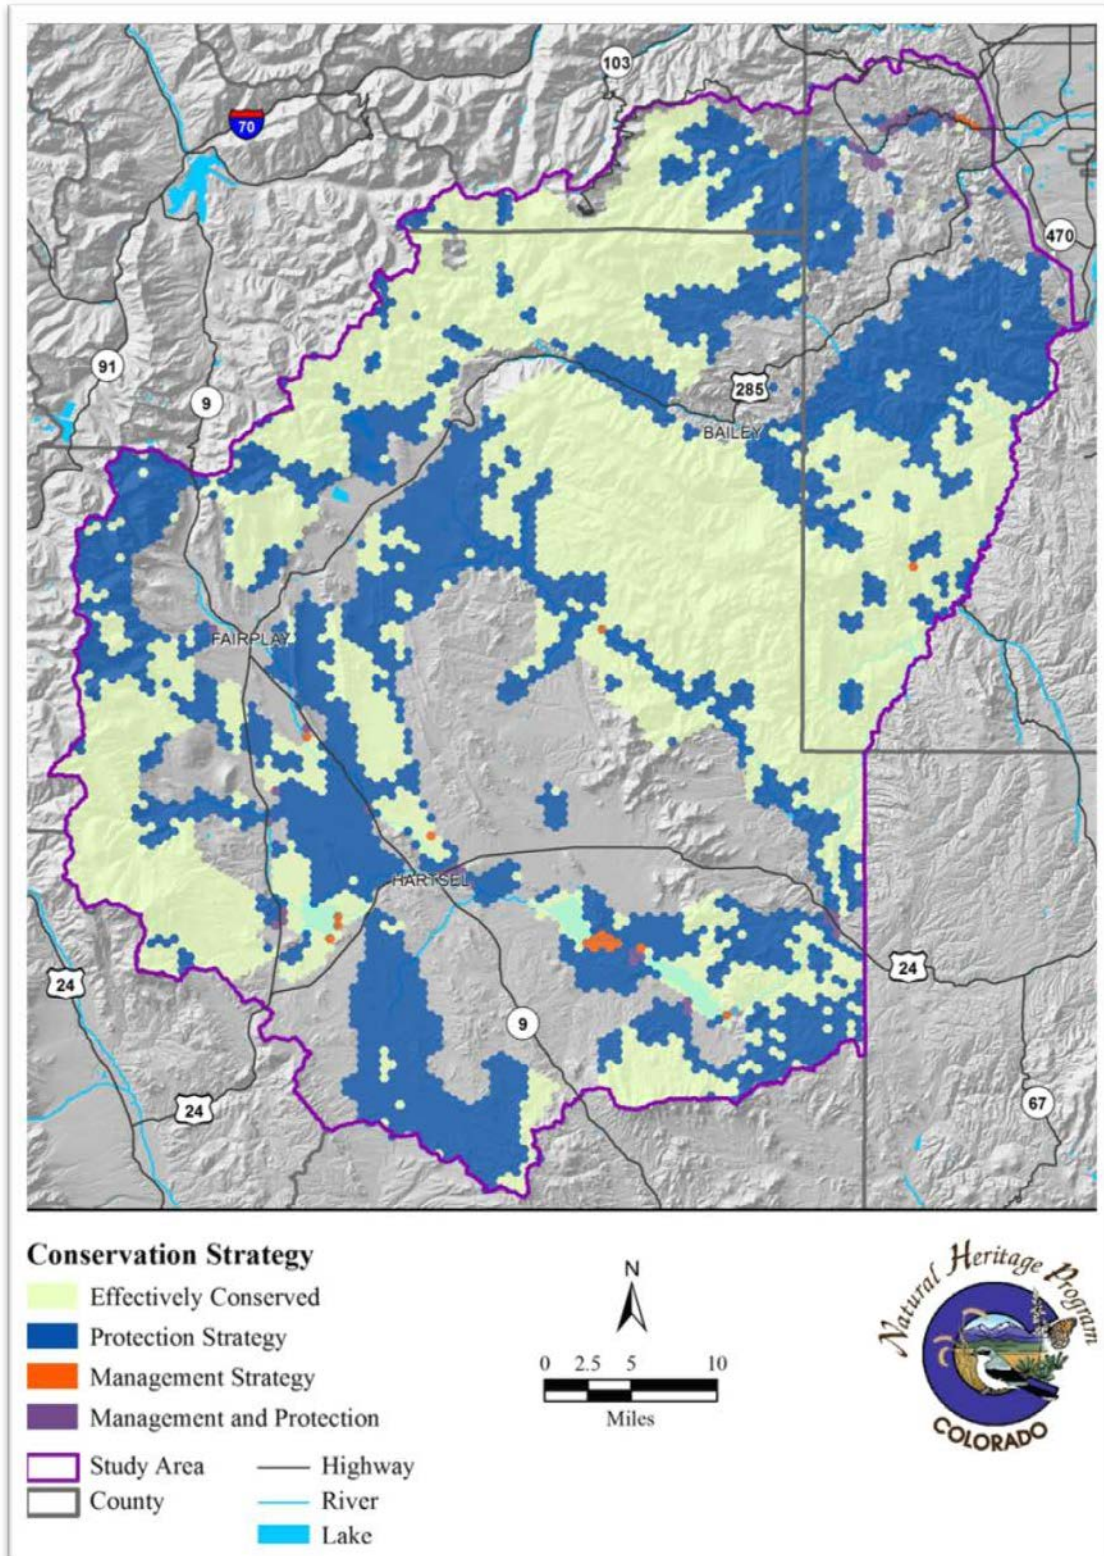 103
70
470
91
9
285
BAILEY
FAIRPLAY
HARTSEL
24
24
9
24
67
Conservation Strategy
Effectively Conserved
Protection Strategy
Management Strategy
Management and Protection
Study Area
County
Highway
River
Lake
N
0 2.5 5 10
Miles
Natural Heritage Program
COLORADO